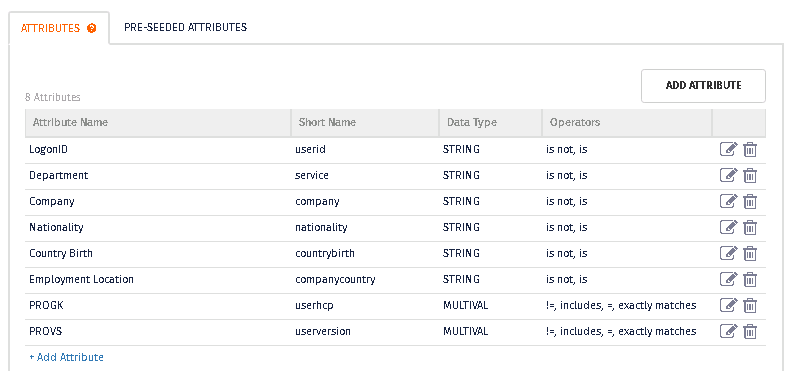 ATTRIBUTES ? PRE-SEEDED ATTRIBUTES
ADD ATTRIBUTE
8 Attributes
Attribute Name Short Name Data Type Operators
LogonID userid STRING is not, is
Department service STRING is not, is
Company company STRING is not, is
Nationality nationality STRING is not, is
Country Birth countrybirth STRING is not, is
Employment Location companycountry STRING is not, is
PROGK userhcp MULTIVAL !=, includes, =, exactly matches
PROVS userversion MULTIVAL !=, includes, =, exactly matches
+ Add Attribute